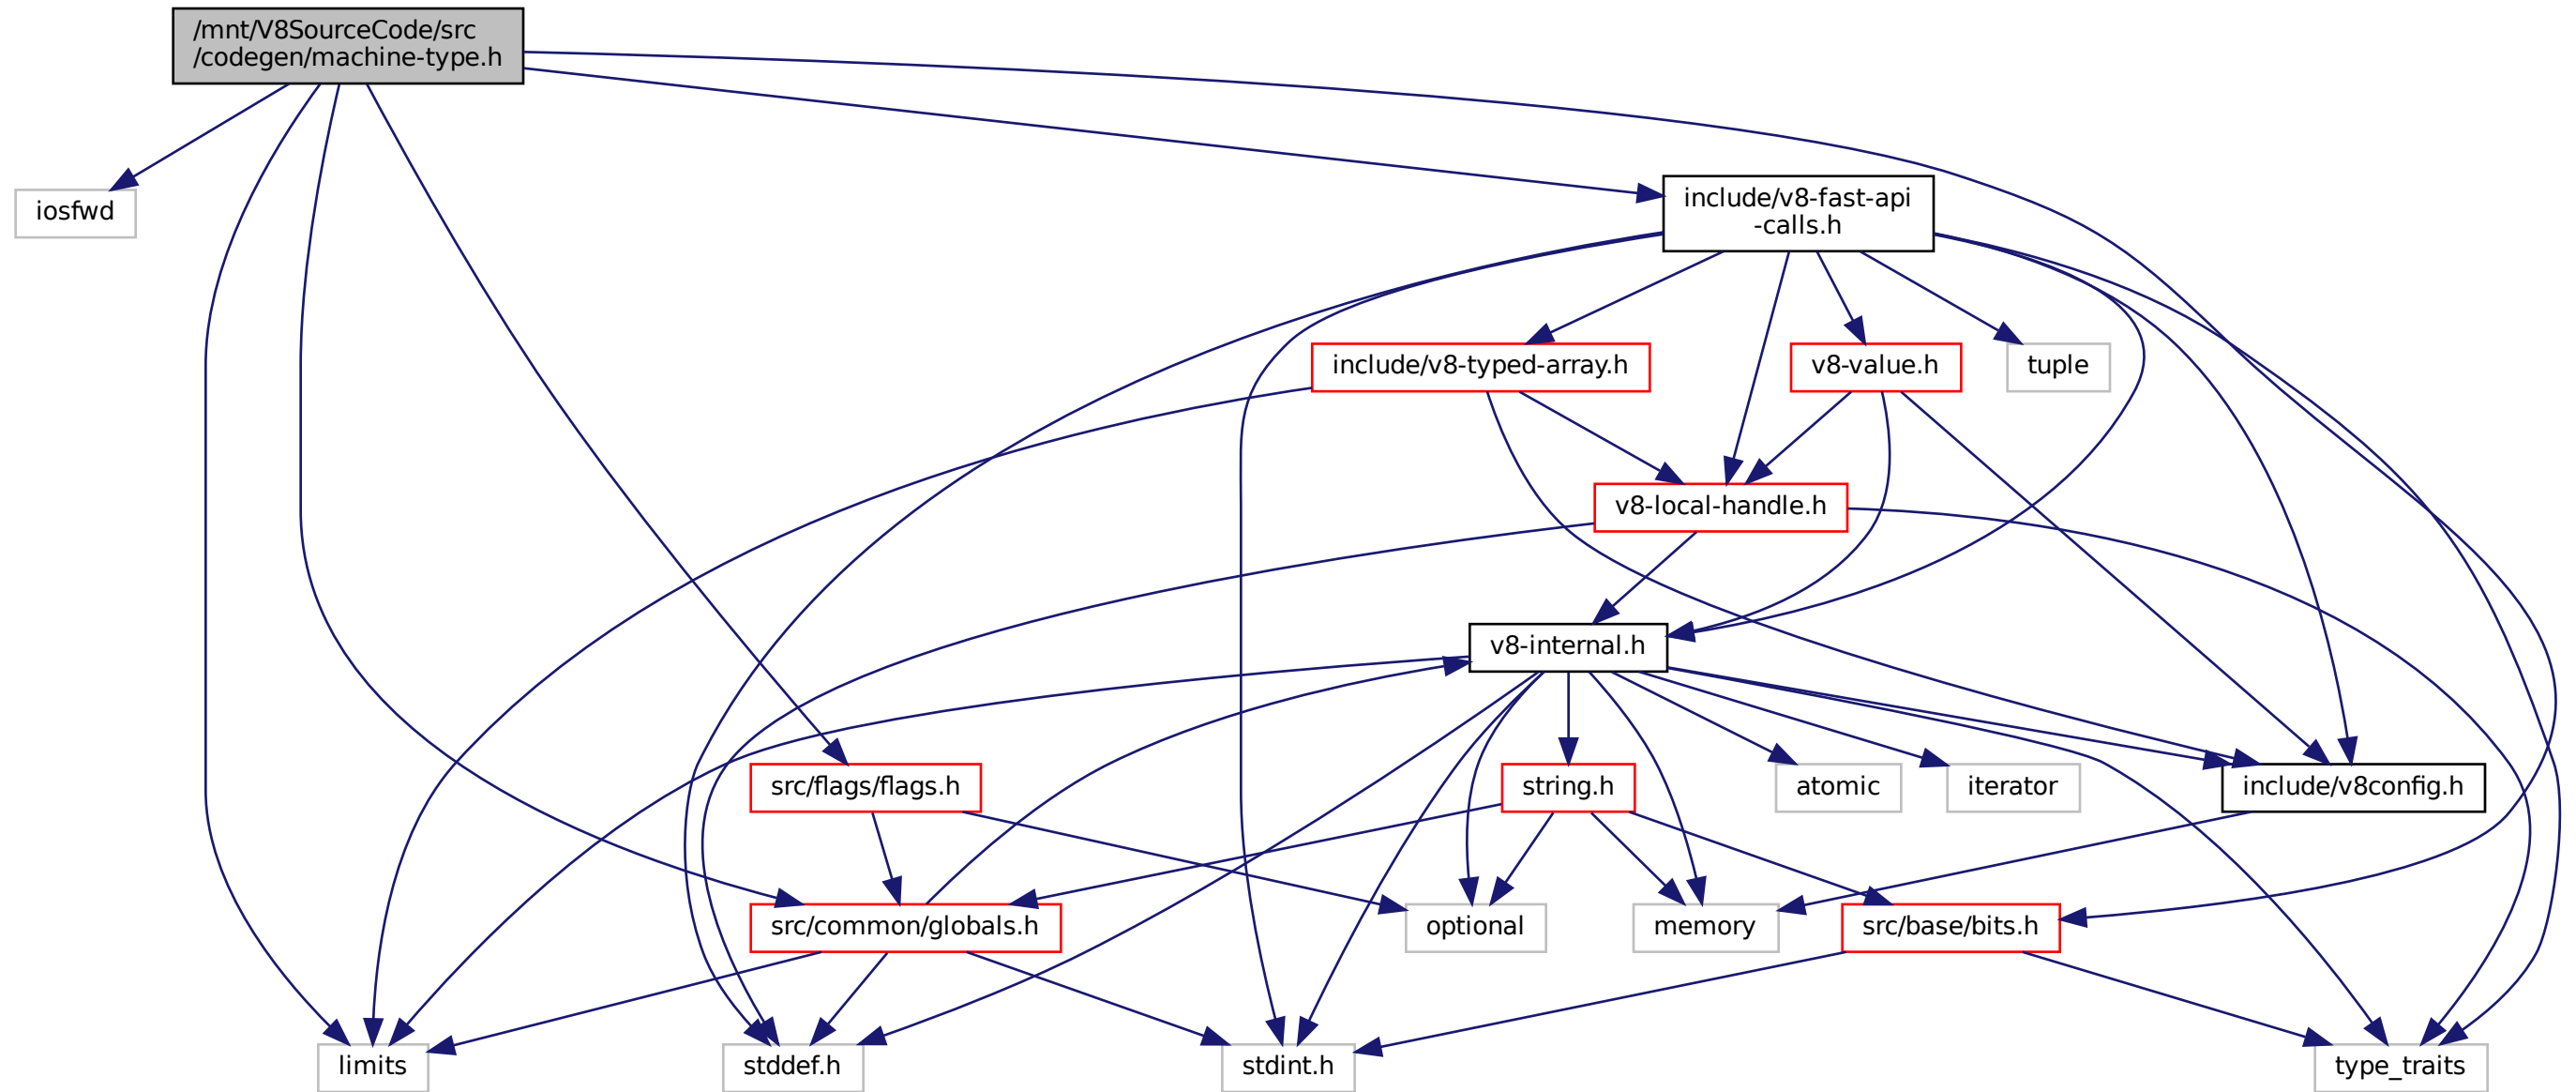 /mnt/V8SourceCode/src
/codegen/machine-type.h
iosfwd
include/v8-fast-api
-calls.h
include/v8-typed-array.h
v8-value.h
tuple
v8-local-handle.h
v8-internal.h
src/flags/flags.h
string.h
atomic
iterator
include/v8config.h
src/common/globals.h
optional
memory
src/base/bits.h
limits
stddef.h
stdint.h
type_traits